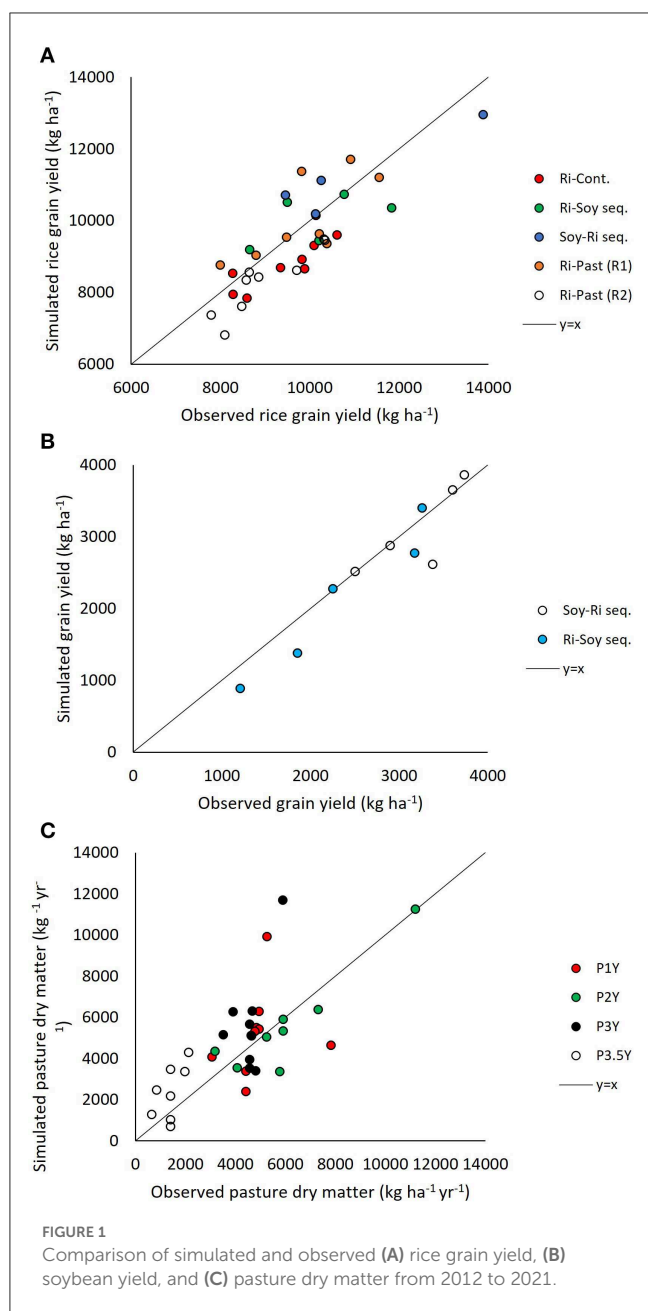 A
Simulated rice grain yield (kg ha⁻¹)
14000
12000
10000
8000
6000
6000 8000 10000 12000 14000
Observed rice grain yield (kg ha⁻¹)
Ri-Cont.
Ri-Soy seq.
Soy-Ri seq.
Ri-Past (R1)
Ri-Past (R2)
y=x
B
Simulated grain yield (kg ha⁻¹)
4000
3000
2000
1000
0
0 1000 2000 3000 4000
Observed grain yield (kg ha⁻¹)
Soy-Ri seq.
Ri-Soy seq.
y=x
C
Simulated pasture dry matter (kg⁻¹ yr⁻
¹)
14000
12000
10000
8000
6000
4000
2000
0
0 2000 4000 6000 8000 10000 12000 14000
Observed pasture dry matter (kg ha⁻¹ yr⁻¹)
P1Y
P2Y
P3Y
P3.5Y
y=x
FIGURE 1
Comparison of simulated and observed (A) rice grain yield, (B)
soybean yield, and (C) pasture dry matter from 2012 to 2021.